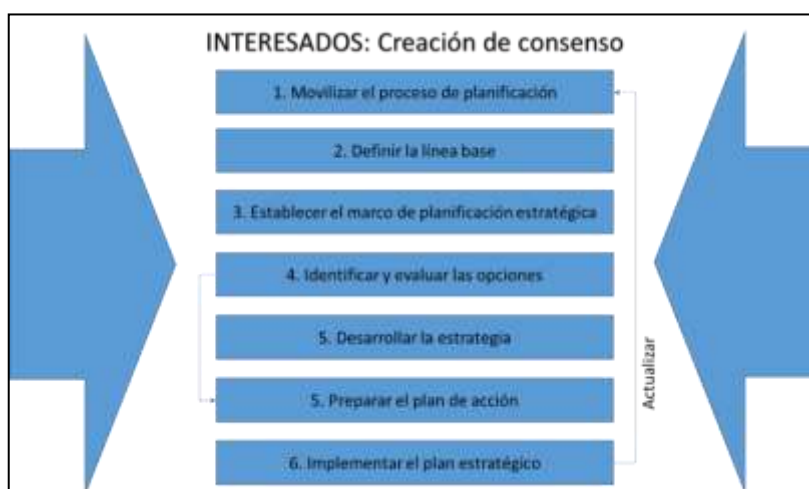 INTERESADOS: Creación de consenso
1. Movilizar el proceso de planificación
2. Definir la línea base
3. Establecer el marco de planificación estratégica
4. Identificar y evaluar las opciones
5. Desarrollar la estrategia
5. Preparar el plan de acción
6. Implementar el plan estratégico
Actualizar